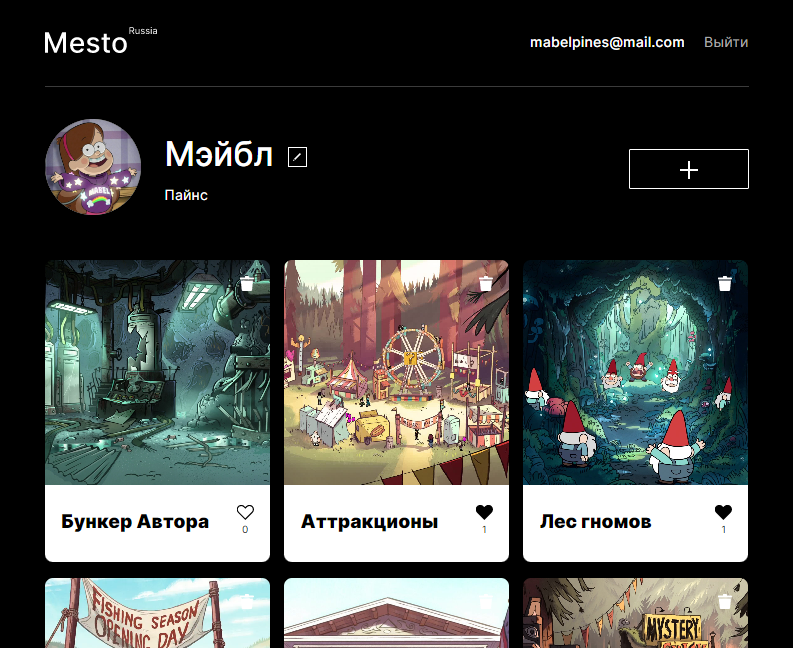 Mesto Russia
mabelpines@mail.com Выйти
Мэйбл
Пайнс
MABEL
Бункер Автора
0
Аттракционы
1
Лес гномов
1
FISHING SEASON
OPENING DAY
MYSTERY